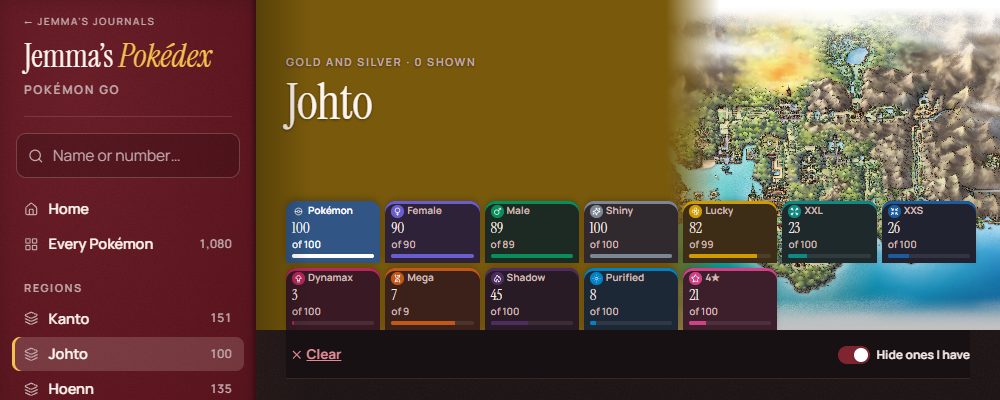 ← JEMMA'S JOURNALS
Jemma's Pokédex
POKÉMON GO
Name or number...
Home
Every Pokémon 1,080
REGIONS
Kanto 151
Johto 100
Hoenn 135
GOLD AND SILVER · 0 SHOWN
Johto
Pokémon
100
of 100
Female
90
of 90
Male
89
of 89
Shiny
100
of 100
Lucky
82
of 99
XXL
23
of 100
XXS
26
of 100
Dynamax
3
of 100
Mega
7
of 9
Shadow
45
of 100
Purified
8
of 100
4★
21
of 100
× Clear
Hide ones I have